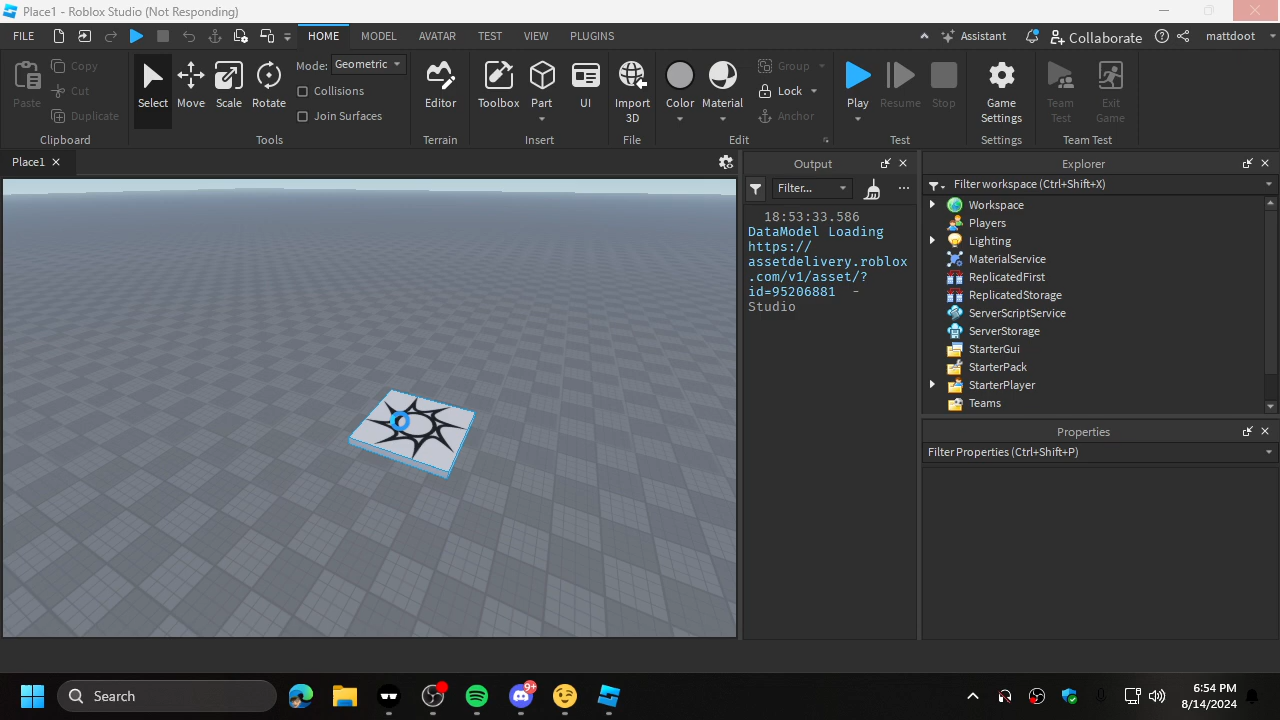 Place1 - Roblox Studio (Not Responding)
FILE HOME MODEL AVATAR TEST VIEW PLUGINS Assistant Collaborate mattdoot
Paste
Copy
Cut
Duplicate
Clipboard
Select Move Scale Rotate
Mode: Geometric
Collisions
Join Surfaces
Tools
Editor
Terrain
Toolbox Part UI
Insert
Import
3D
File
Color Material
Group
Lock
Anchor
Edit
Play Resume Stop
Test
Game
Settings
Settings
Team
Test
Exit
Game
Team Test
Place1
Output
Filter...
18:53:33.586
DataModel Loading
https://
assetdelivery.roblox
.com/v1/asset/?
id=95206881 -
Studio
Explorer
Filter workspace (Ctrl+Shift+X)
Workspace
Players
Lighting
MaterialService
ReplicatedFirst
ReplicatedStorage
ServerScriptService
ServerStorage
StarterGui
StarterPack
StarterPlayer
Teams
Properties
Filter Properties (Ctrl+Shift+P)
Search
9+
6:54 PM
8/14/2024